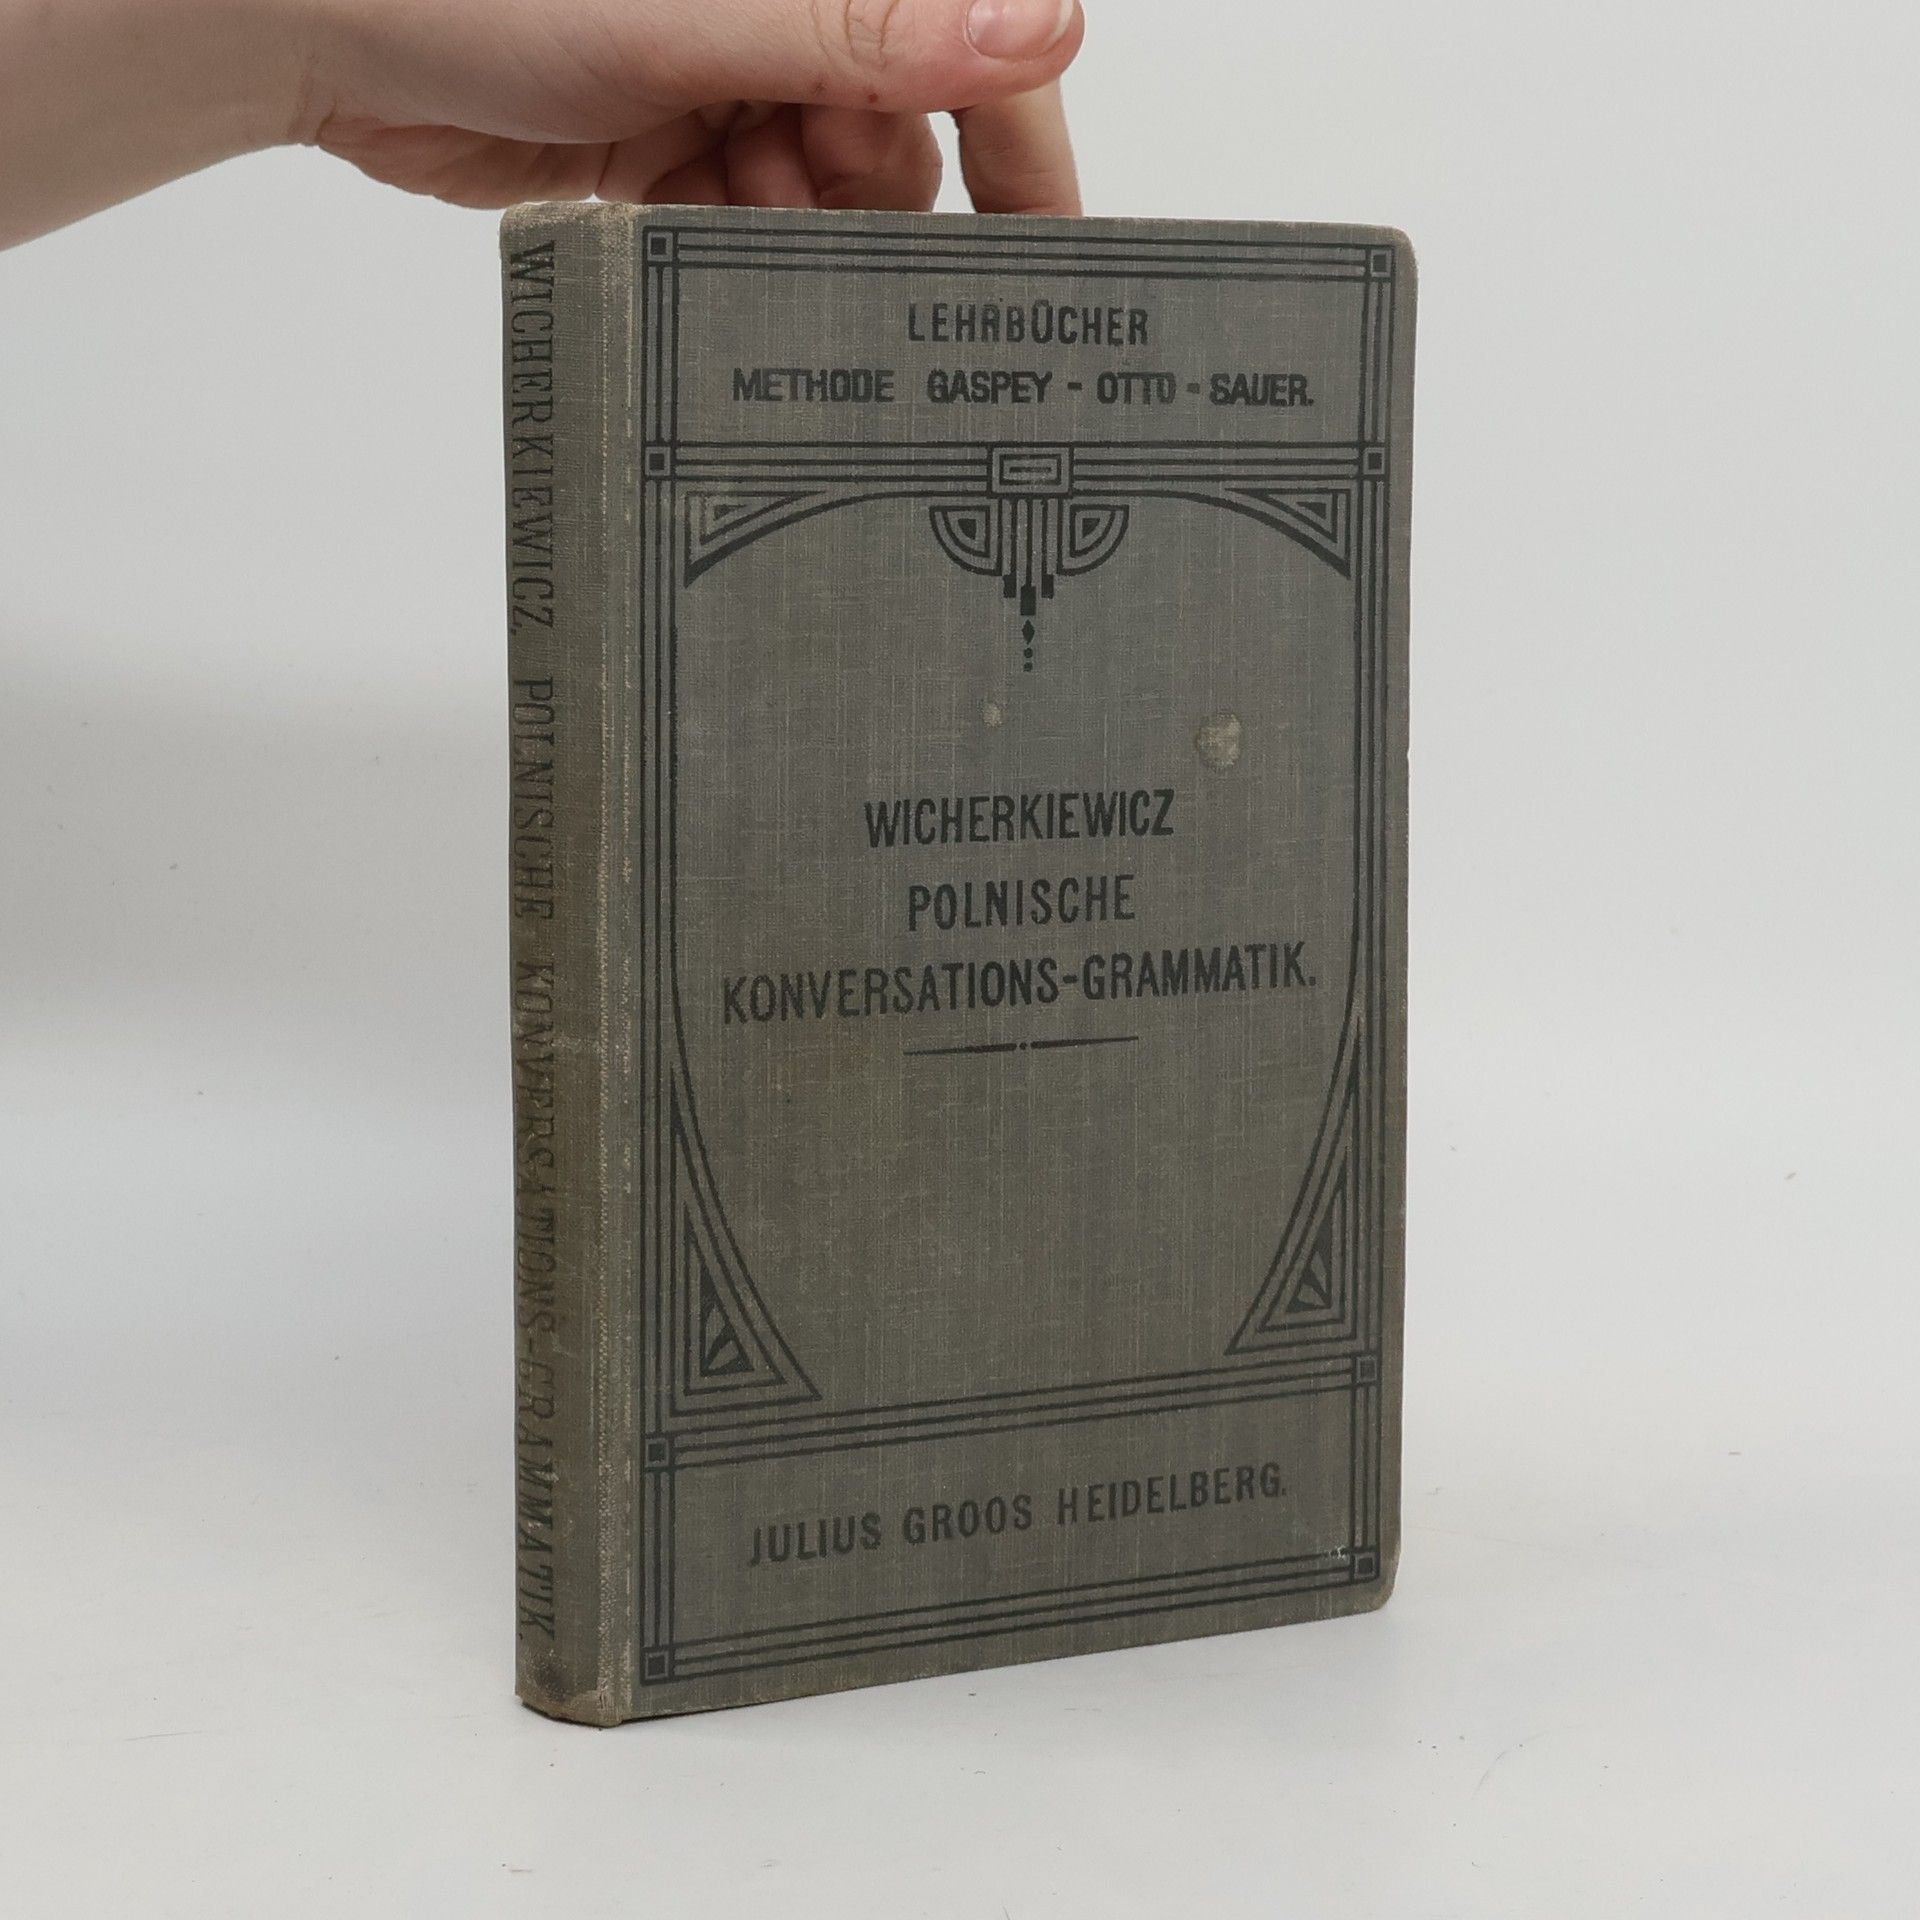 WICHERKIEWICZ, POLNISCHE KONVERSATIONS-GRAMMATIK.
LEHRBÜCHER
METHODE GASPEY - OTTO - SAUER.
WICHERKIEWICZ
POLNISCHE
KONVERSATIONS-GRAMMATIK.
JULIUS GROOS HEIDELBERG.